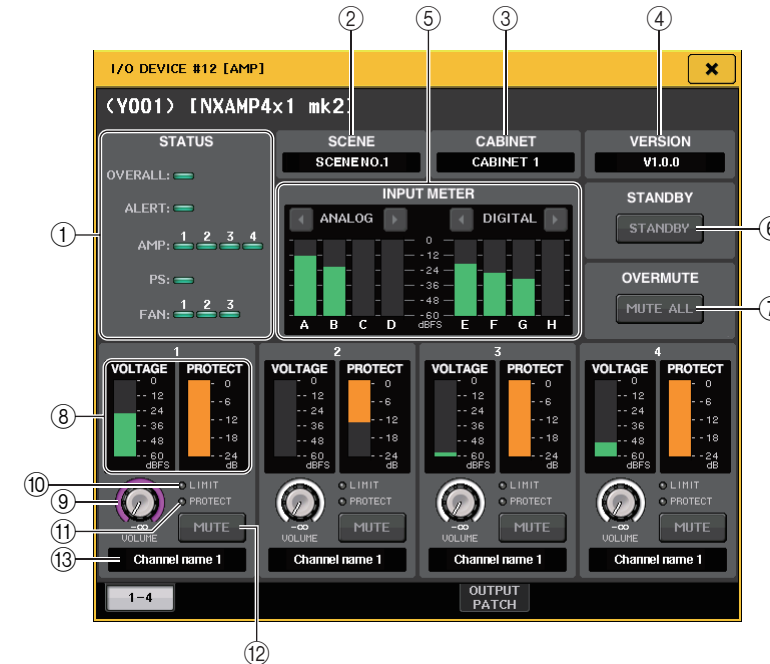 ② ⑤ ③ ④
I/O DEVICE #12 [AMP]
(Y001) [NXAMP4x1 mk2]
STATUS
OVERALL:
ALERT:
AMP: 1 2 3 4
PS:
FAN: 1 2 3
①
SCENE
SCENE NO.1
CABINET
CABINET 1
VERSION
V1.0.0
INPUT METER
ANALOG DIGITAL
0
-12
-24
-36
-48
-60
dBFS
A B C D E F G H
STANDBY
STANDBY
⑥
OVERMUTE
MUTE ALL
⑦
1
VOLTAGE PROTECT
0 0
12 6
24 12
36 18
48 24
60 dB
dBFS
⑧
⑩
LIMIT
⑨
⑪
PROTECT
-∞
VOLUME
MUTE
⑬
Channel name 1
2
VOLTAGE PROTECT
0 0
12 6
24 12
36 18
48 24
60 dB
dBFS
LIMIT
PROTECT
-∞
VOLUME
MUTE
Channel name 1
3
VOLTAGE PROTECT
0 0
12 6
24 12
36 18
48 24
60 dB
dBFS
LIMIT
PROTECT
-∞
VOLUME
MUTE
Channel name 1
4
VOLTAGE PROTECT
0 0
12 6
24 12
36 18
48 24
60 dB
dBFS
LIMIT
PROTECT
-∞
VOLUME
MUTE
Channel name 1
1-4
OUTPUT
PATCH
⑫